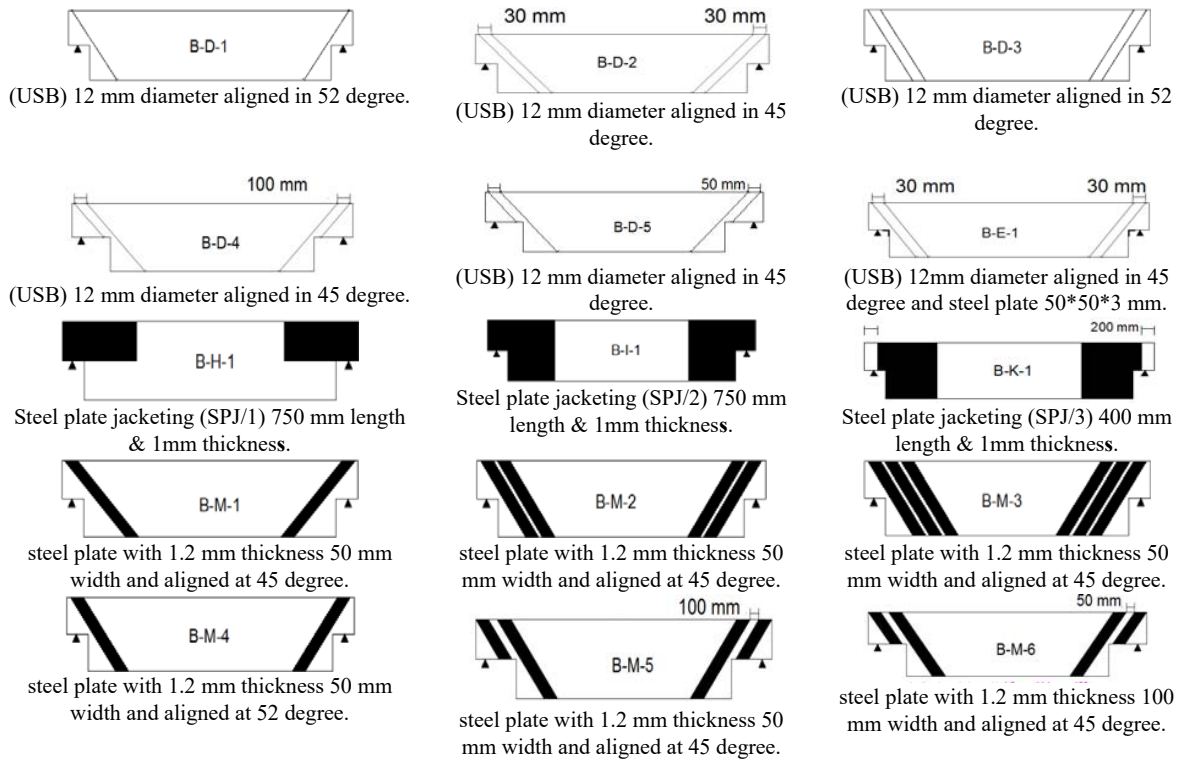 B-D-1
(USB) 12 mm diameter aligned in 52 degree.
30 mm 30 mm
B-D-2
(USB) 12 mm diameter aligned in 45
degree.
B-D-3
(USB) 12 mm diameter aligned in 52
degree.
100 mm
B-D-4
(USB) 12 mm diameter aligned in 45 degree.
50 mm
B-D-5
(USB) 12 mm diameter aligned in 45
degree.
30 mm 30 mm
B-E-1
(USB) 12mm diameter aligned in 45
degree and steel plate 50*50*3 mm.
B-H-1
Steel plate jacketing (SPJ/1) 750 mm length
& 1mm thickness.
B-I-1
Steel plate jacketing (SPJ/2) 750 mm
length & 1mm thickness.
200 mm
B-K-1
Steel plate jacketing (SPJ/3) 400 mm
length & 1mm thickness.
B-M-1
steel plate with 1.2 mm thickness 50 mm
width and aligned at 45 degree.
B-M-2
steel plate with 1.2 mm thickness 50
mm width and aligned at 45 degree.
B-M-3
steel plate with 1.2 mm thickness 50
mm width and aligned at 45 degree.
B-M-4
steel plate with 1.2 mm thickness 50 mm
width and aligned at 52 degree.
100 mm
B-M-5
steel plate with 1.2 mm thickness 50
mm width and aligned at 45 degree.
50 mm
B-M-6
steel plate with 1.2 mm thickness 100
mm width and aligned at 45 degree.